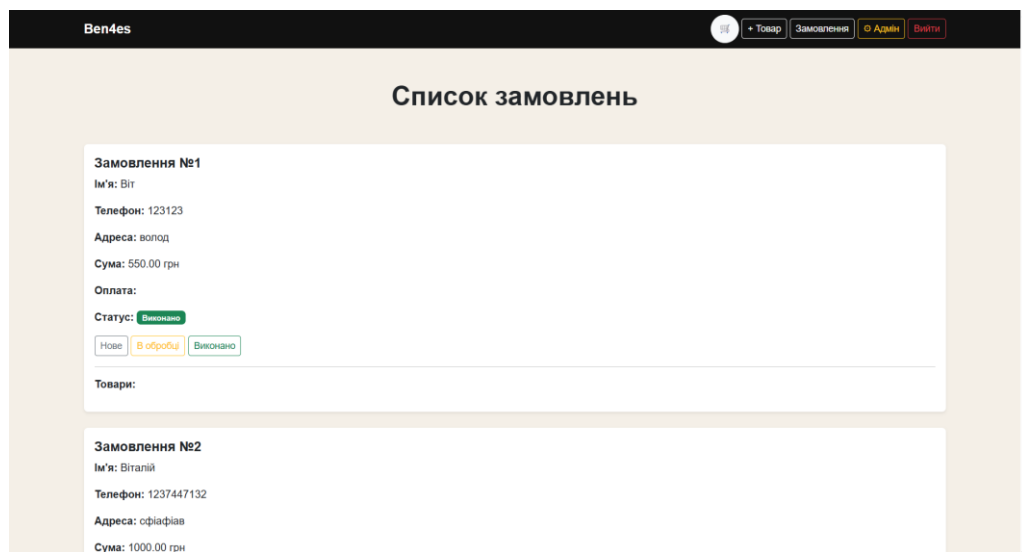 Ben4es
+ Товар Замовлення ⚙ Адмін Вийти
Список замовлень
Замовлення №1
Ім'я: Віт
Телефон: 123123
Адреса: волод
Сума: 550.00 грн
Оплата:
Статус: Виконано
Нове В обробці Виконано
Товари:
Замовлення №2
Ім'я: Віталій
Телефон: 1237447132
Адреса: сфіафіав
Сума: 1000.00 грн